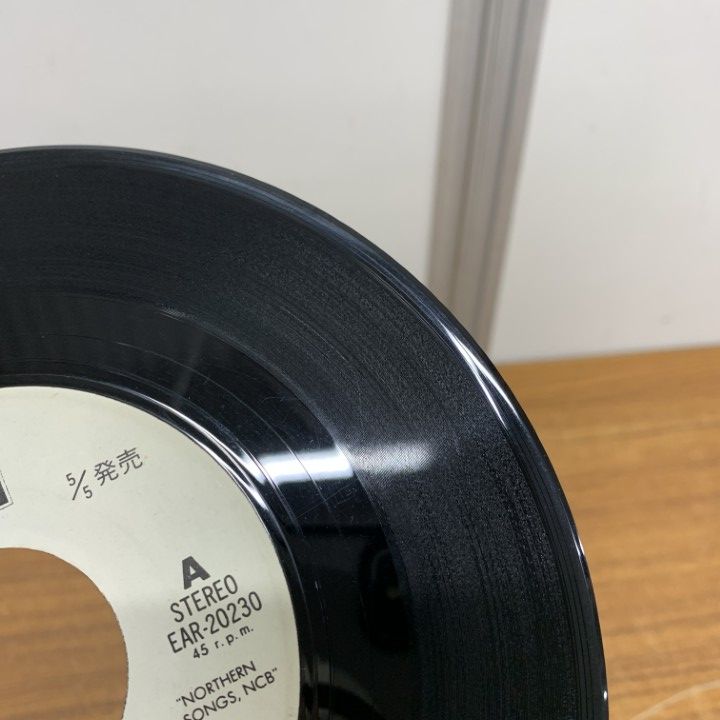 5/5 発売
A
STEREO
EAR-20230
45 r.p.m.
"NORTHERN
SONGS, NCB"